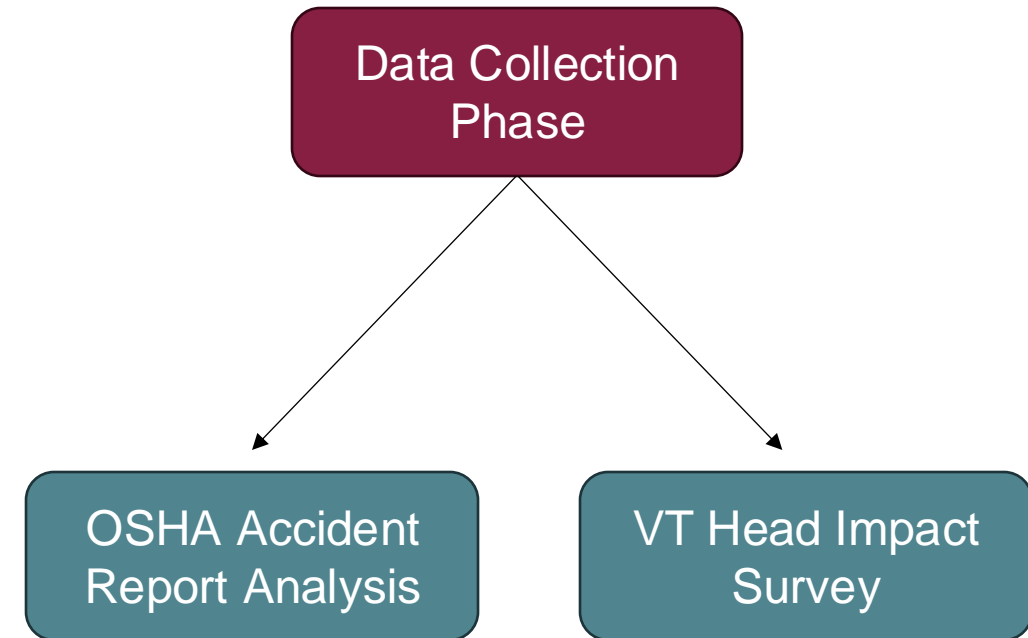 Data Collection
Phase
OSHA Accident
Report Analysis
VT Head Impact
Survey